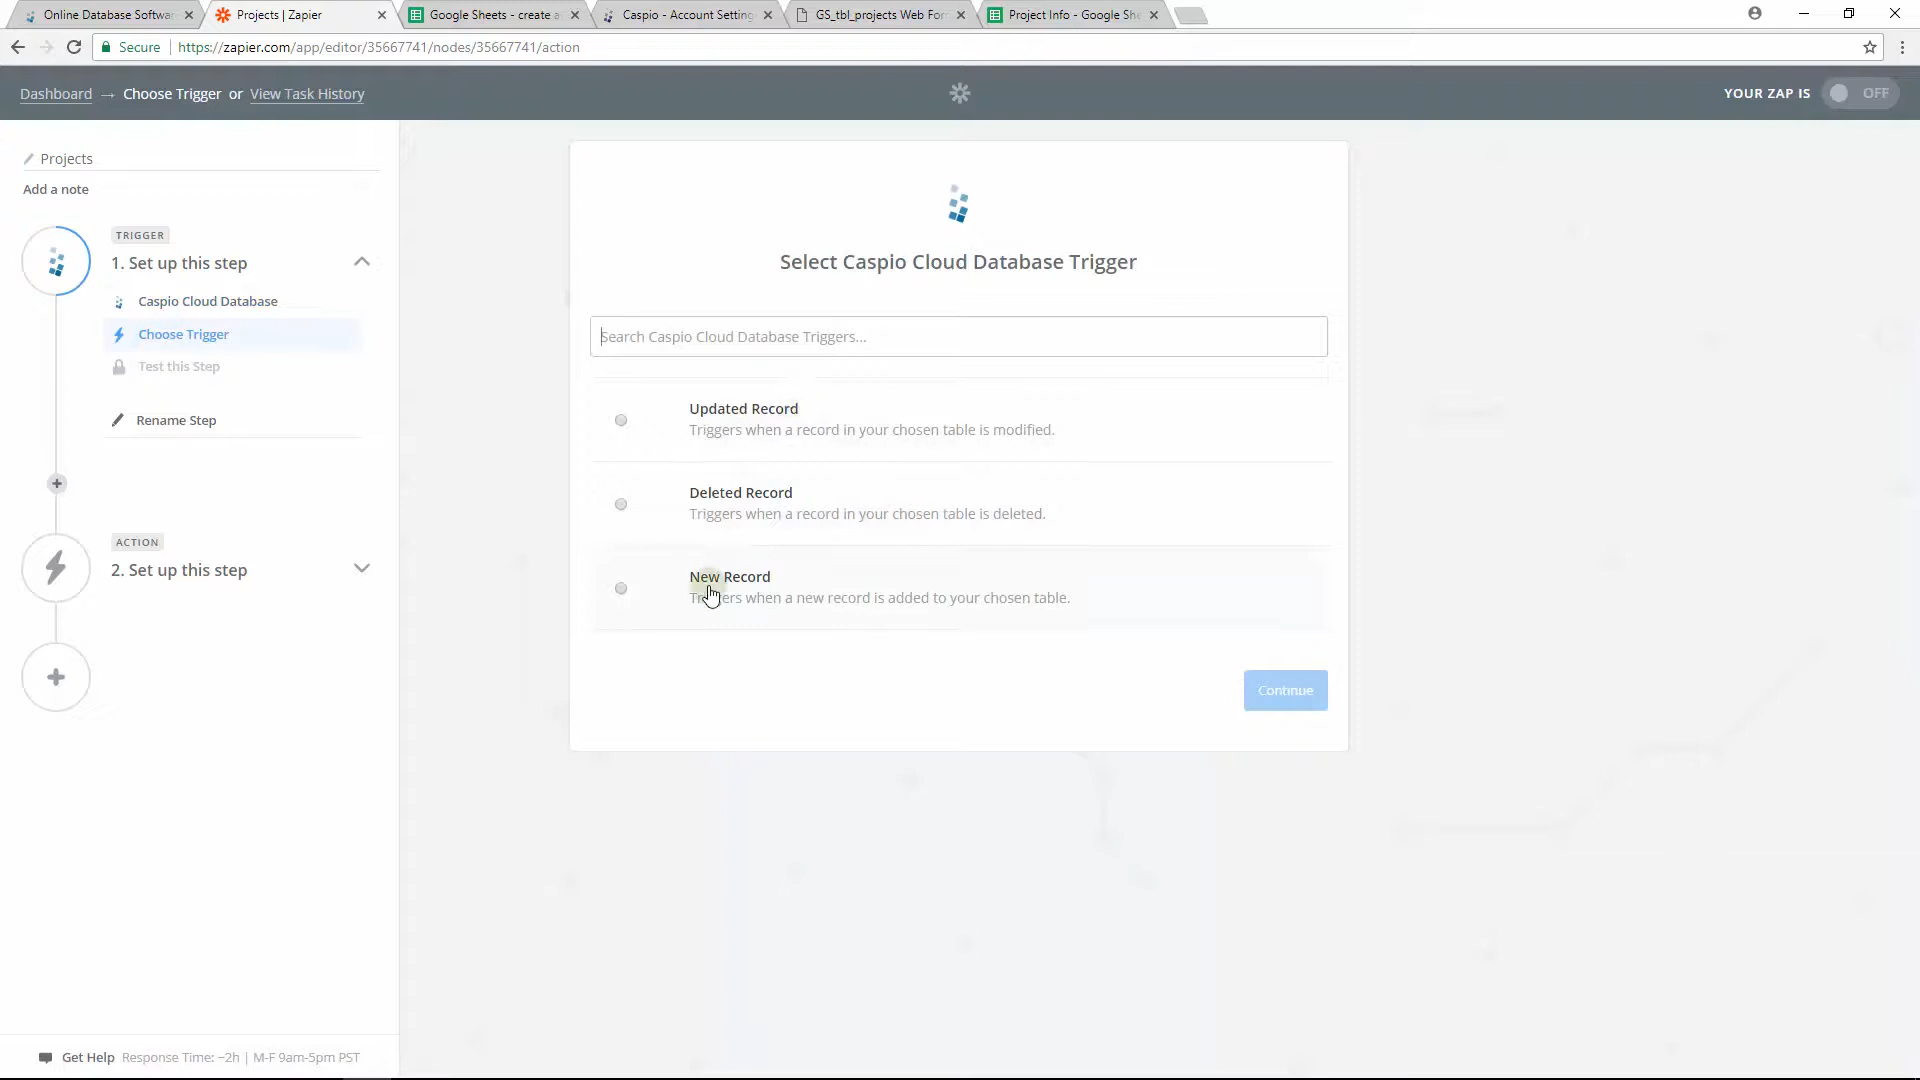 Online Database Softwar
Projects | Zapier
Google Sheets - create a
Caspio - Account Setting
GS_tbl_projects Web For
Project Info - Google She
Secure
https://zapier.com/app/editor/35667741/nodes/35667741/action
Dashboard → Choose Trigger or View Task History
YOUR ZAP IS OFF
Projects
Add a note
TRIGGER
1. Set up this step
Caspio Cloud Database
Choose Trigger
Test this Step
Rename Step
ACTION
2. Set up this step
Select Caspio Cloud Database Trigger
Search Caspio Cloud Database Triggers...
Updated Record
Triggers when a record in your chosen table is modified.
Deleted Record
Triggers when a record in your chosen table is deleted.
New Record
Triggers when a new record is added to your chosen table.
Continue
Get Help Response Time: ~2h | M-F 9am-5pm PST